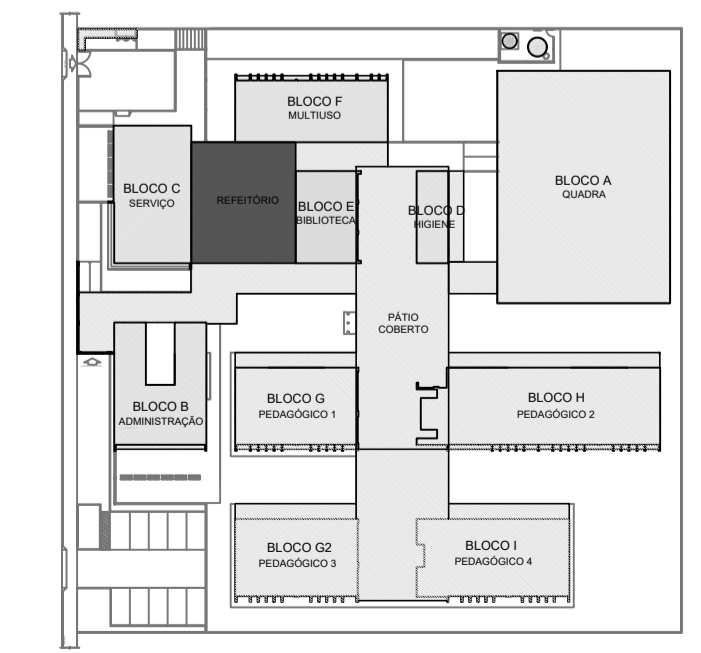 BLOCO F
MULTIUSO
BLOCO A
QUADRA
BLOCO C
SERVIÇO
REFEITÓRIO
BLOCO E
BIBLIOTECA
BLOCO D
HIGIENE
PÁTIO
COBERTO
BLOCO B
ADMINISTRAÇÃO
BLOCO G
PEDAGÓGICO 1
BLOCO H
PEDAGÓGICO 2
BLOCO G2
PEDAGÓGICO 3
BLOCO I
PEDAGÓGICO 4